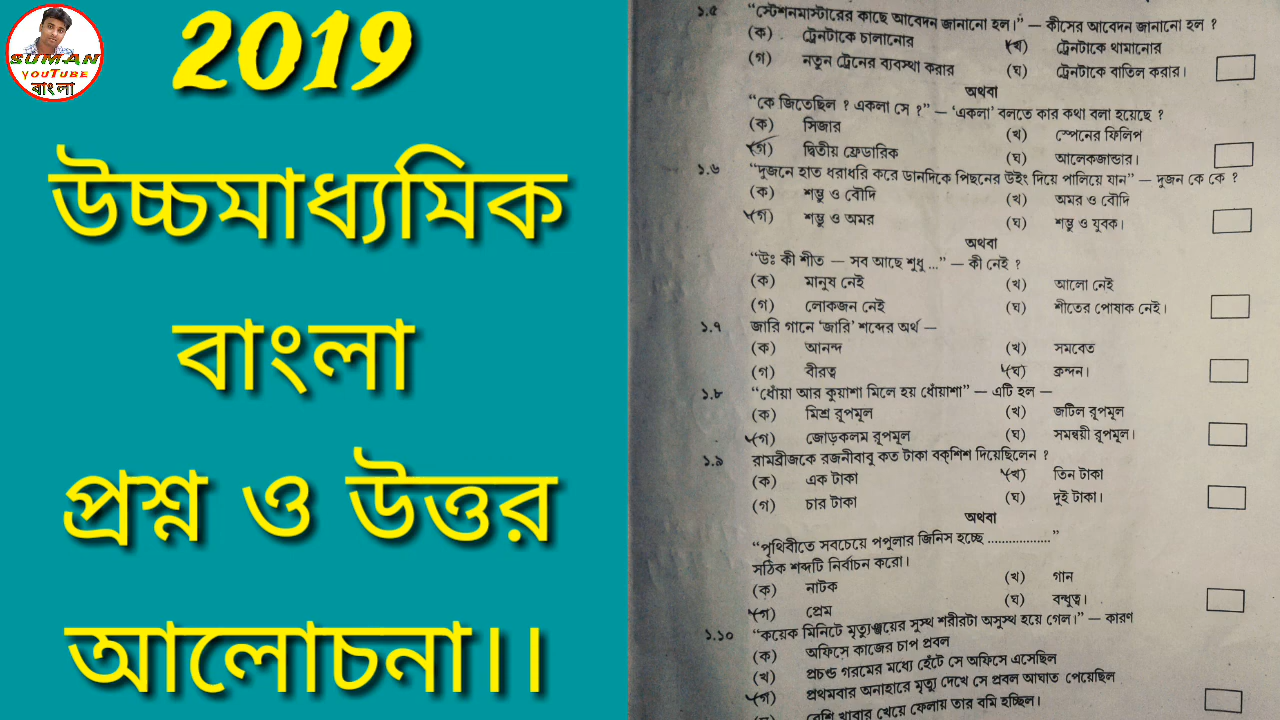 SUMAN
YouTube
বাংলা
2019
উচ্চমাধ্যমিক
বাংলা
প্রশ্ন ও উত্তর
আলোচনা।।
১.৫ “স্টেশনমাস্টারের কাছে আবেদন জানানো হল।” — কীসের আবেদন জানানো হল ?
(ক) ট্রেনটাকে চালানোর (খ) ট্রেনটাকে থামানোর
(গ) নতুন ট্রেনের ব্যবস্থা করার (ঘ) ট্রেনটাকে বাতিল করার।
অথবা
“কে জিতেছিল ? একলা সে ?” — ‘একলা’ বলতে কার কথা বলা হয়েছে ?
(ক) সিজার (খ) স্পেনের ফিলিপ
(গ) দ্বিতীয় ফ্রেডারিক (ঘ) আলেকজান্ডার।
১.৬ “দুজনে হাত ধরাধরি করে ডানদিকে পিছনের উইং দিয়ে পালিয়ে যান” — দুজন কে কে ?
(ক) শম্ভু ও বৌদি (খ) অমর ও বৌদি
(গ) শম্ভু ও অমর (ঘ) শম্ভু ও যুবক।
অথবা
“উঃ কী শীত — সব আছে শুধু ...” — কী নেই ?
(ক) মানুষ নেই (খ) আলো নেই
(গ) লোকজন নেই (ঘ) শীতের পোষাক নেই।
১.৭ জারি গানে ‘জারি’ শব্দের অর্থ —
(ক) আনন্দ (খ) সমবেত
(গ) বীরত্ব (ঘ) ক্রন্দন।
১.৮ “ধোঁয়া আর কুয়াশা মিলে হয় ধোঁয়াশা” — এটি হল —
(ক) মিশ্র রূপমূল (খ) জটিল রূপমূল
(গ) জোড়কলম রূপমূল (ঘ) সমন্বয়ী রূপমূল।
১.৯ রামব্রীজকে রজনীবাবু কত টাকা বক্‌শিশ দিয়েছিলেন ?
(ক) এক টাকা (খ) তিন টাকা
(গ) চার টাকা (ঘ) দুই টাকা।
অথবা
“পৃথিবীতে সবচেয়ে পপুলার জিনিস হচ্ছে ..................”
সঠিক শব্দটি নির্বাচন করো।
(ক) নাটক (খ) গান
(গ) প্রেম (ঘ) বন্ধুত্ব।
১.১০ “কয়েক মিনিটে মৃত্যুঞ্জয়ের সুস্থ শরীরটা অসুস্থ হয়ে গেল।” — কারণ
(ক) অফিসে কাজের চাপ প্রবল
(খ) প্রচন্ড গরমের মধ্যে হেঁটে সে অফিসে এসেছিল
(গ) প্রথমবার অনাহারে মৃত্যু দেখে সে প্রবল আঘাত পেয়েছিল
বেশি খাবার খেয়ে ফেলায় তার বমি হচ্ছিল।